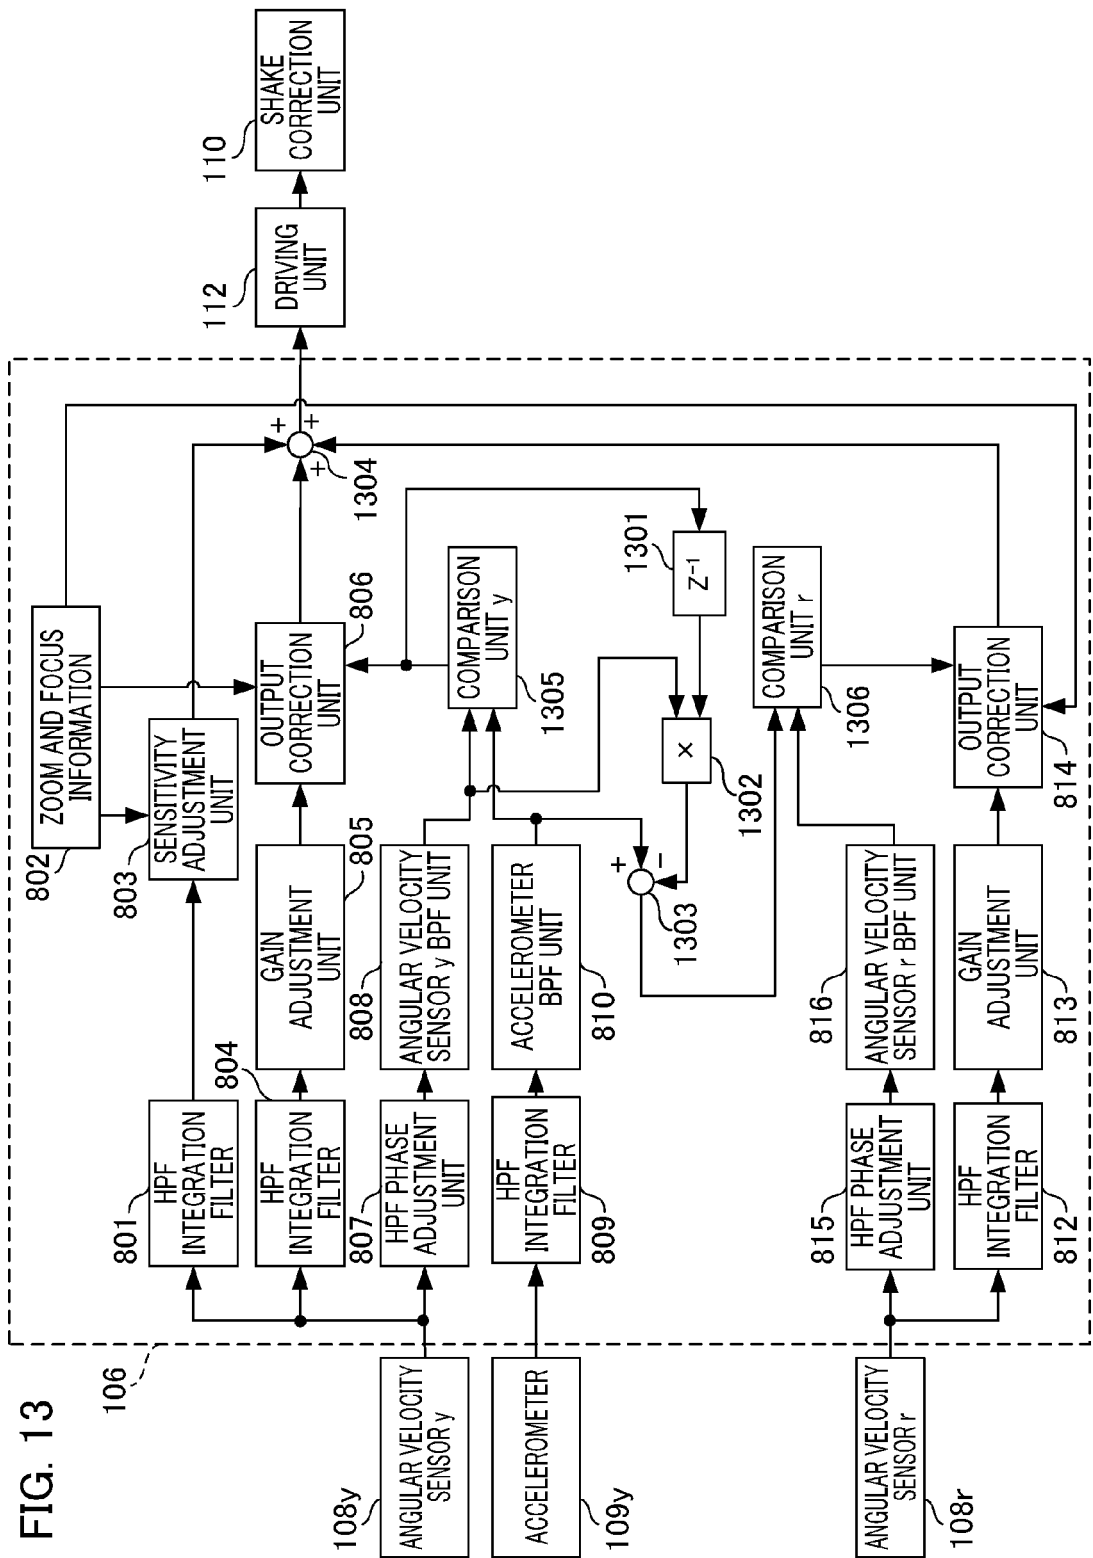 FIG. 13
106
108y
ANGULAR VELOCITY
SENSOR y
109y
ACCELEROMETER
108r
ANGULAR VELOCITY
SENSOR r
801
HPF
INTEGRATION
FILTER
804
HPF
INTEGRATION
FILTER
807
HPF PHASE
ADJUSTMENT
UNIT
809
HPF
INTEGRATION
FILTER
815
HPF PHASE
ADJUSTMENT
UNIT
812
HPF
INTEGRATION
FILTER
802
ZOOM AND FOCUS
INFORMATION
803
SENSITIVITY
ADJUSTMENT
UNIT
805
GAIN
ADJUSTMENT
UNIT
808
ANGULAR VELOCITY
SENSOR y BPF UNIT
810
ACCELEROMETER
BPF UNIT
816
ANGULAR VELOCITY
SENSOR r BPF UNIT
813
GAIN
ADJUSTMENT
UNIT
806
OUTPUT
CORRECTION
UNIT
1305
COMPARISON
UNIT y
1303
+
−
1302
×
1301
Z⁻¹
1306
COMPARISON
UNIT r
814
OUTPUT
CORRECTION
UNIT
1304
+
+
+
112
DRIVING
UNIT
110
SHAKE
CORRECTION
UNIT